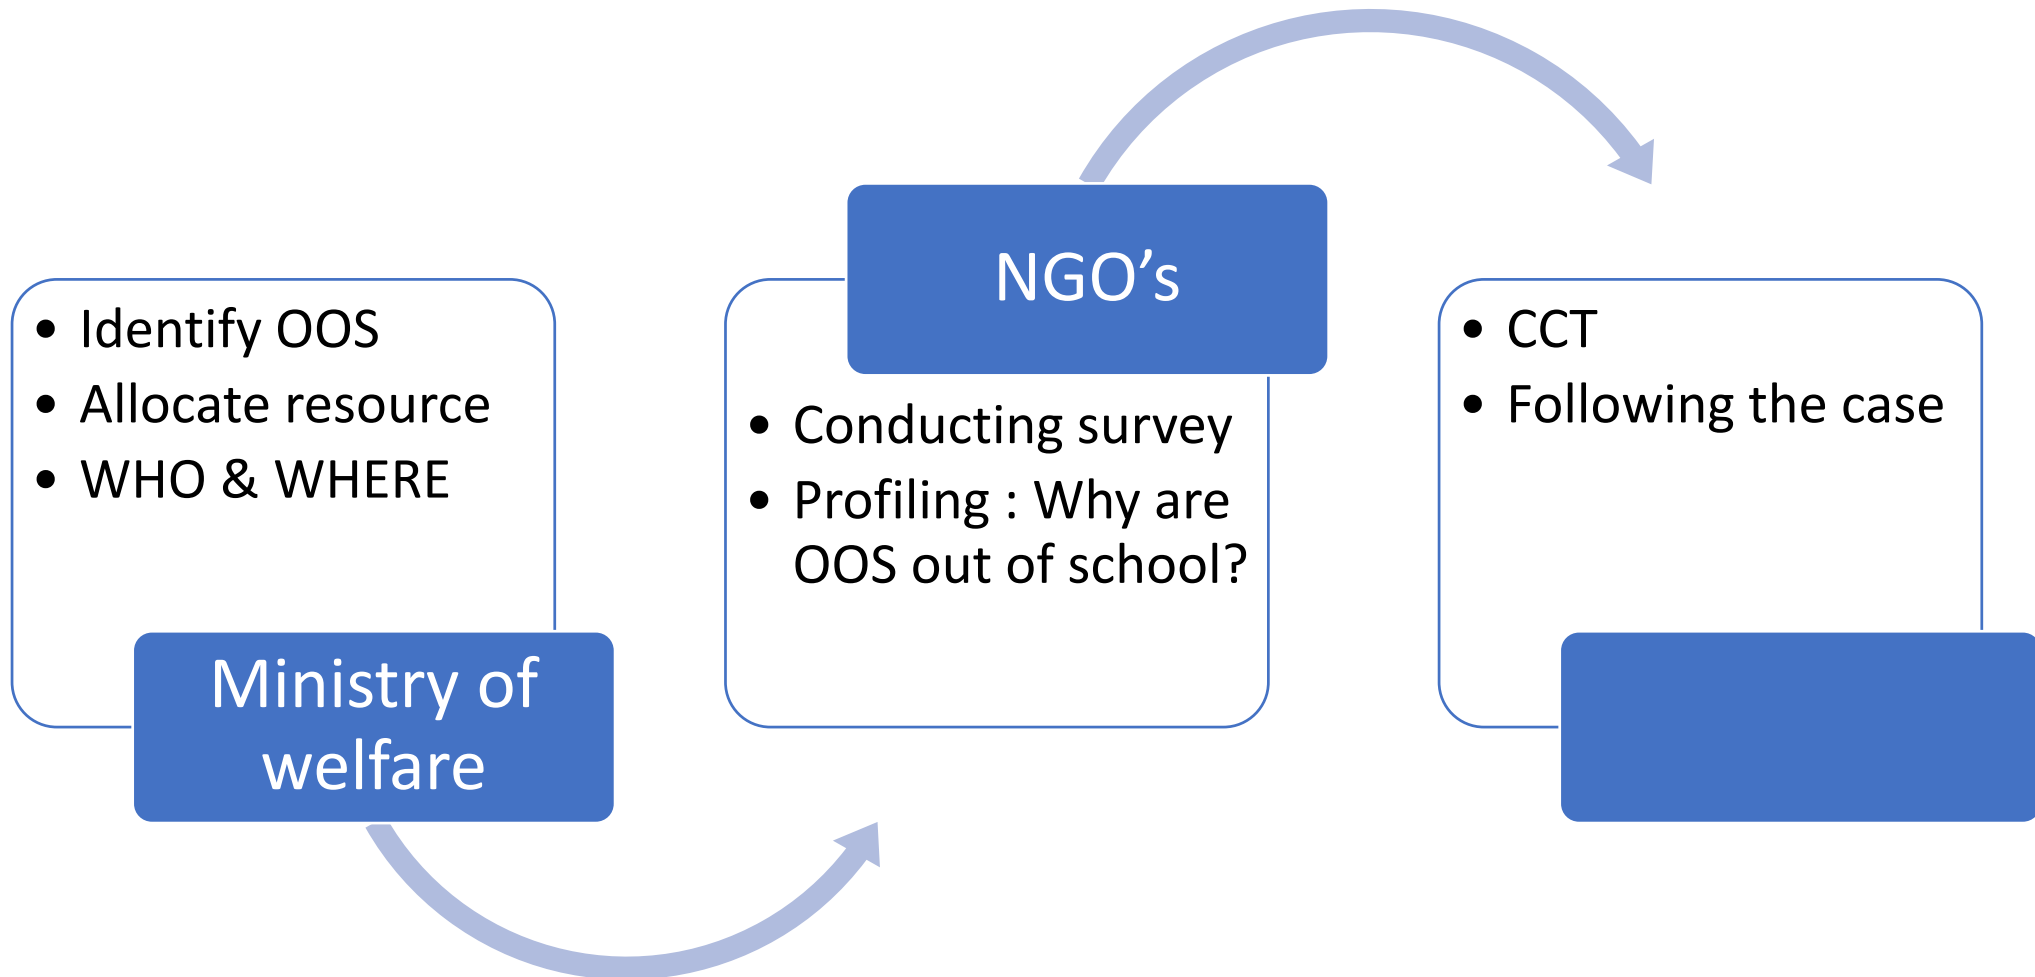 • Identify OOS
• Allocate resource
• WHO & WHERE
Ministry of
welfare
NGO’s
• Conducting survey
• Profiling : Why are
OOS out of school?
• CCT
• Following the case